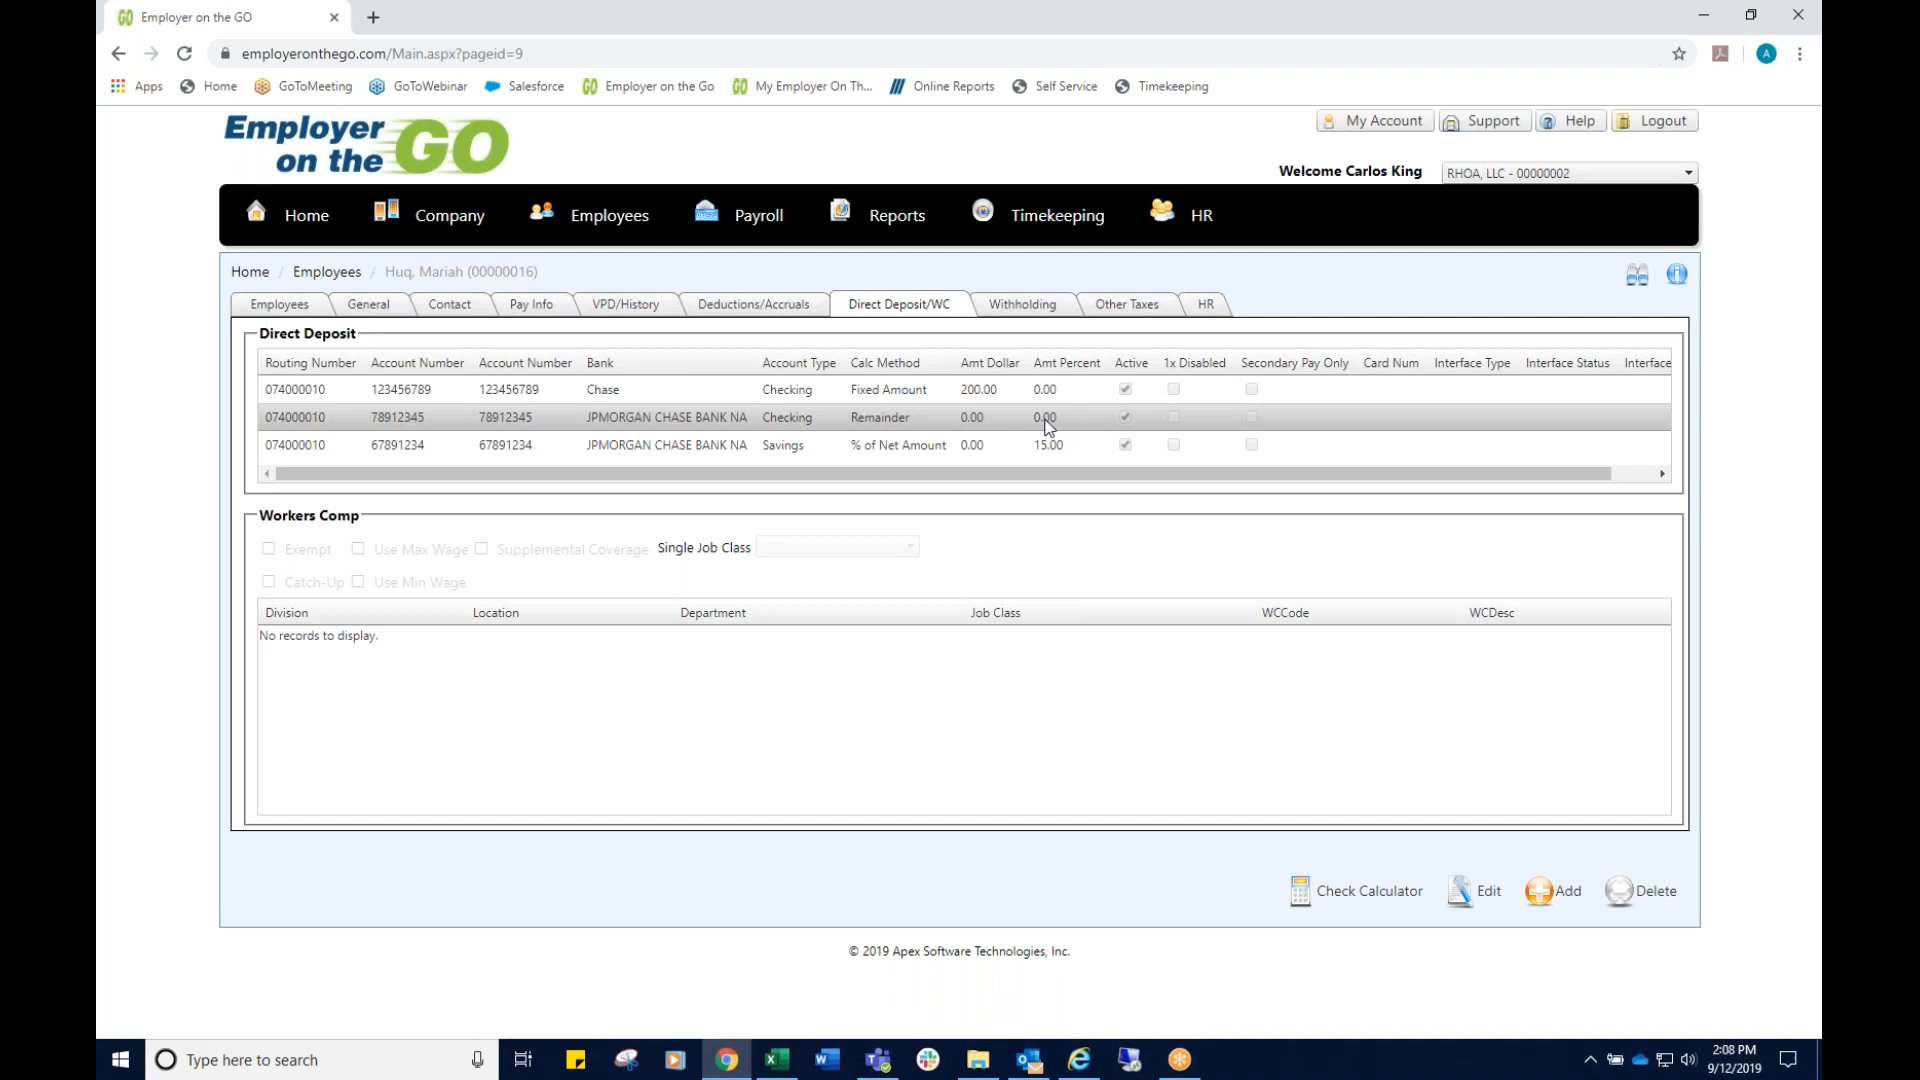 Employer on the GO
employeronthego.com/Main.aspx?pageid=9
A
Apps Home GoToMeeting GoToWebinar Salesforce Employer on the Go My Employer On Th... Online Reports Self Service Timekeeping
Employer
on the GO
My Account Support Help Logout
Welcome Carlos King RHOA, LLC - 00000002
Home Company Employees Payroll Reports Timekeeping HR
Home / Employees / Huq, Mariah (00000016)
Employees General Contact Pay Info VPD/History Deductions/Accruals Direct Deposit/WC Withholding Other Taxes HR
Direct Deposit
Routing Number Account Number Account Number Bank Account Type Calc Method Amt Dollar Amt Percent Active 1x Disabled Secondary Pay Only Card Num Interface Type Interface Status Interface
074000010 123456789 123456789 Chase Checking Fixed Amount 200.00 0.00
074000010 78912345 78912345 JPMORGAN CHASE BANK NA Checking Remainder 0.00 0.00
074000010 67891234 67891234 JPMORGAN CHASE BANK NA Savings % of Net Amount 0.00 15.00
Workers Comp
Exempt Use Max Wage Supplemental Coverage Single Job Class
Catch-Up Use Min Wage
Division Location Department Job Class WCCode WCDesc
No records to display.
Check Calculator Edit Add Delete
© 2019 Apex Software Technologies, Inc.
Type here to search
2:08 PM
9/12/2019